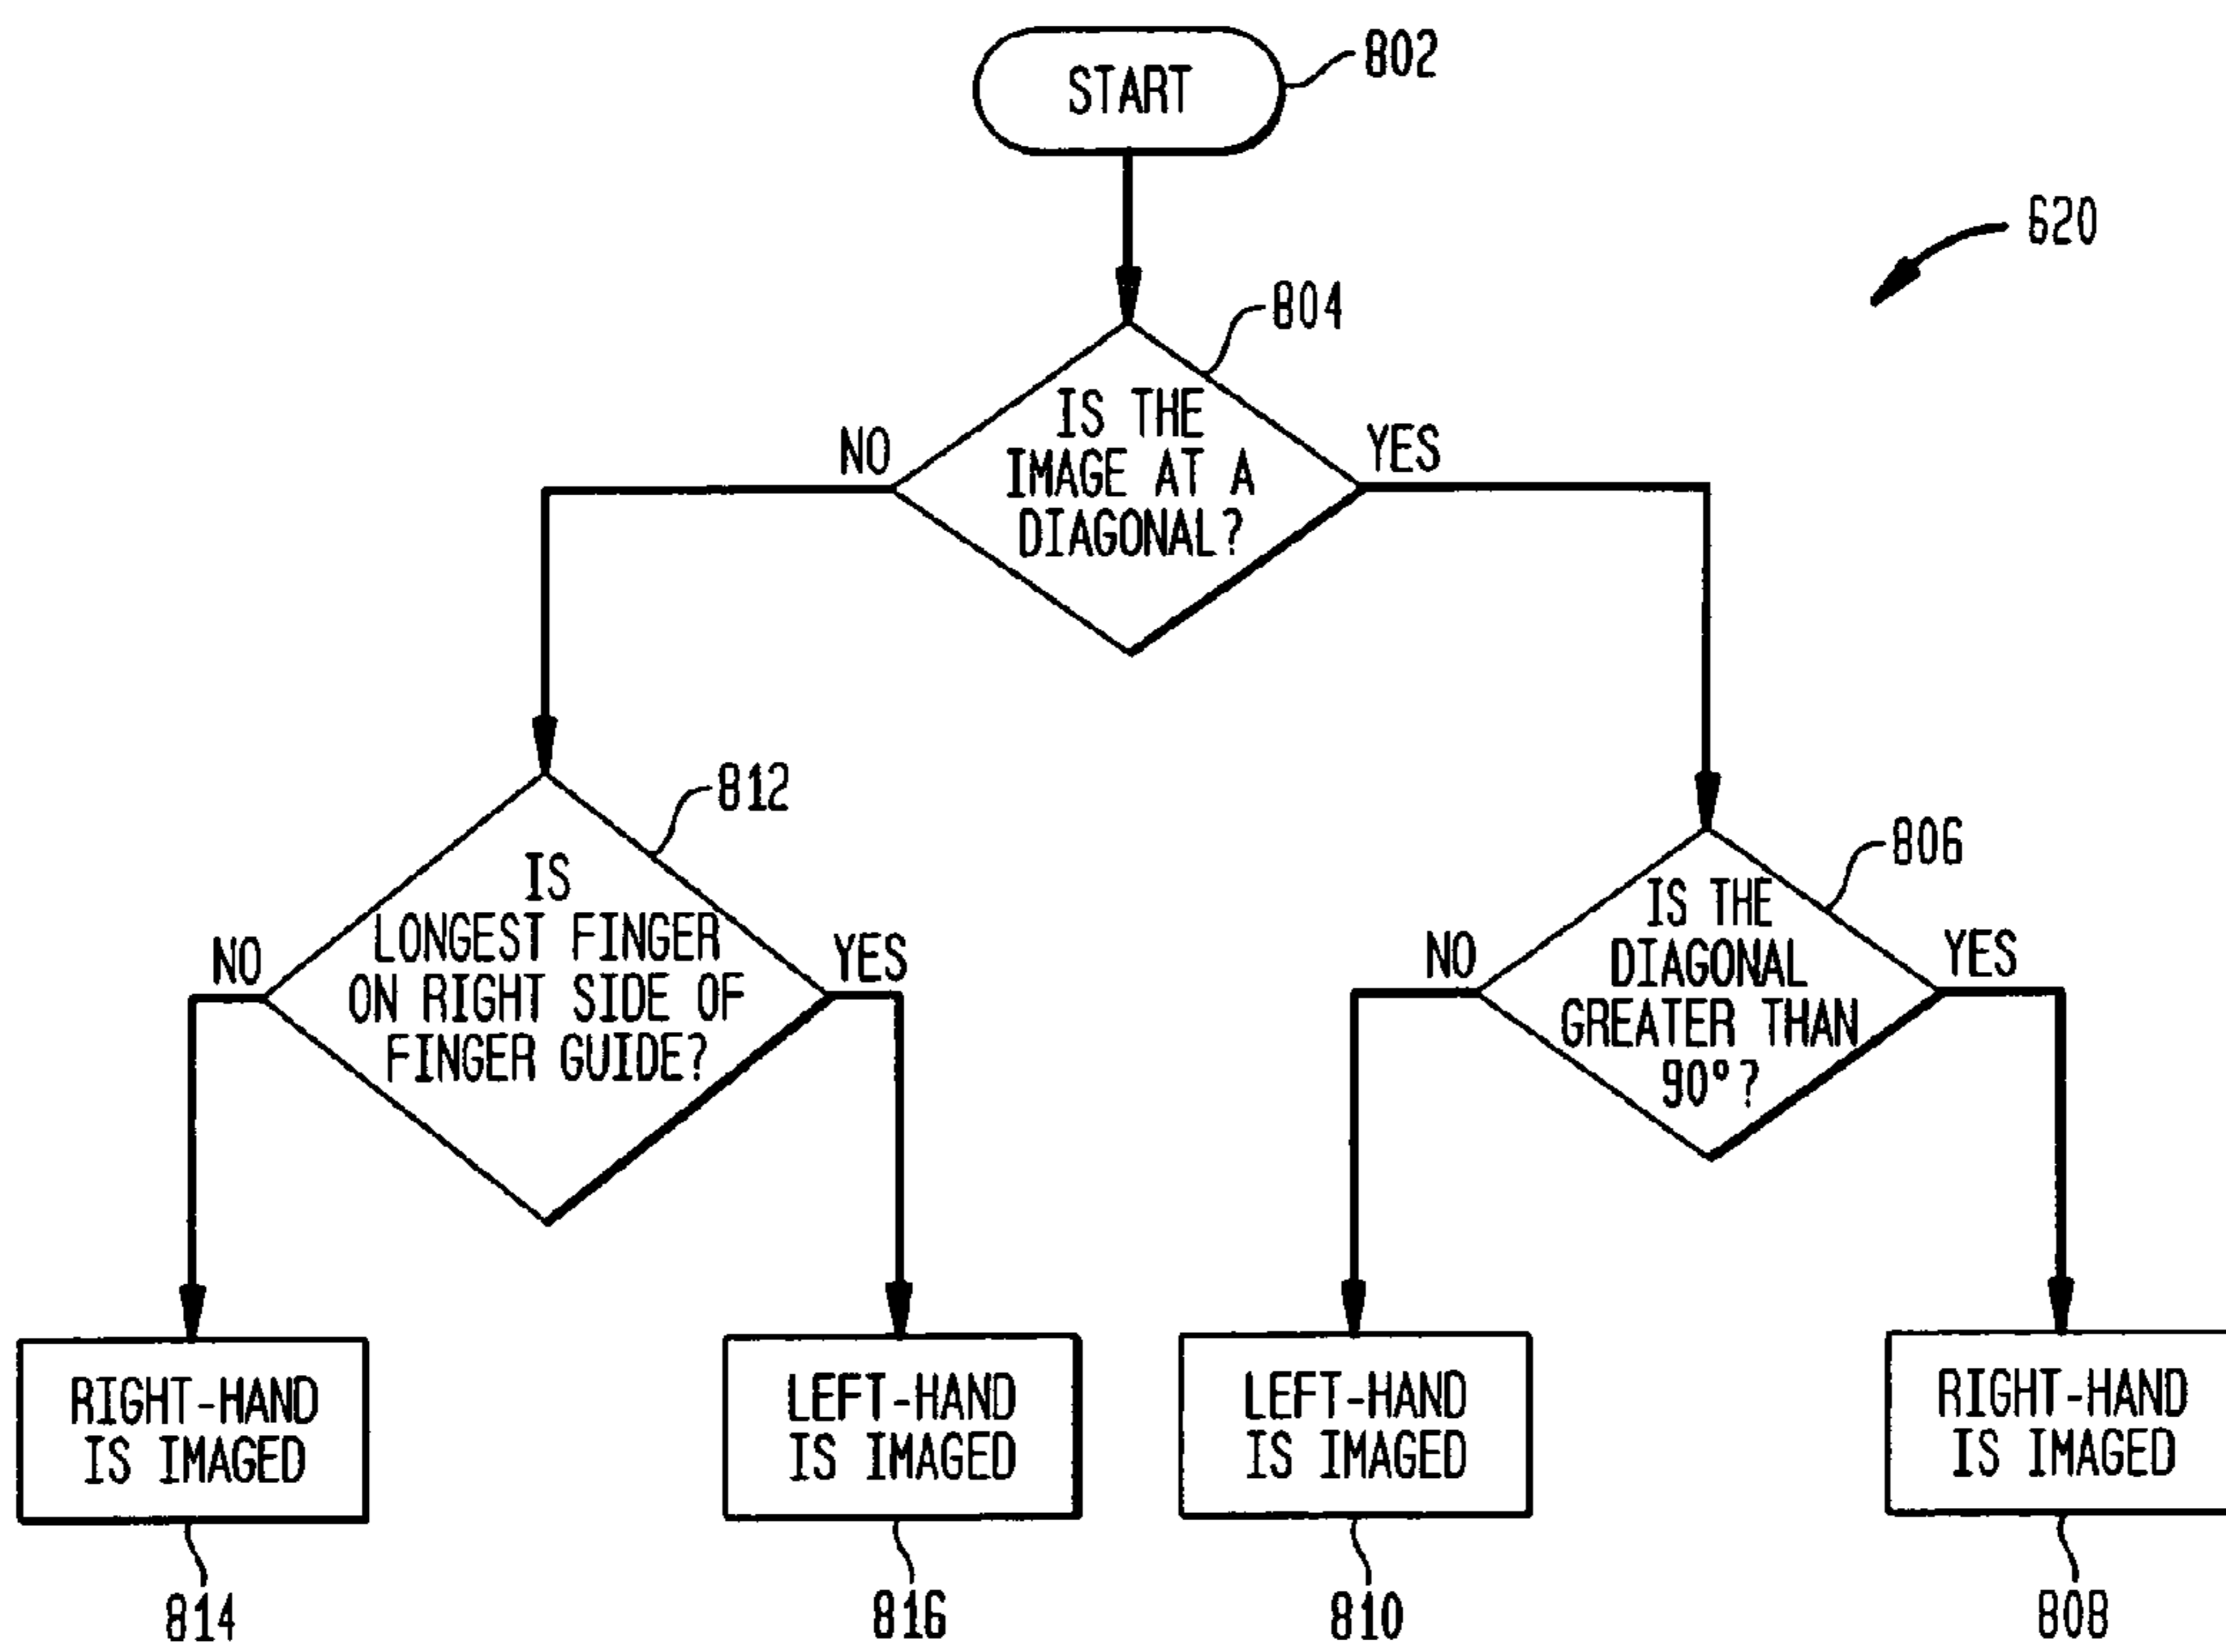 START
802
620
804
IS THE
IMAGE AT A
DIAGONAL?
NO
YES
812
IS
LONGEST FINGER
ON RIGHT SIDE OF
FINGER GUIDE?
NO
YES
806
IS THE
DIAGONAL
GREATER THAN
90°?
NO
YES
RIGHT-HAND
IS IMAGED
814
LEFT-HAND
IS IMAGED
816
LEFT-HAND
IS IMAGED
810
RIGHT-HAND
IS IMAGED
808